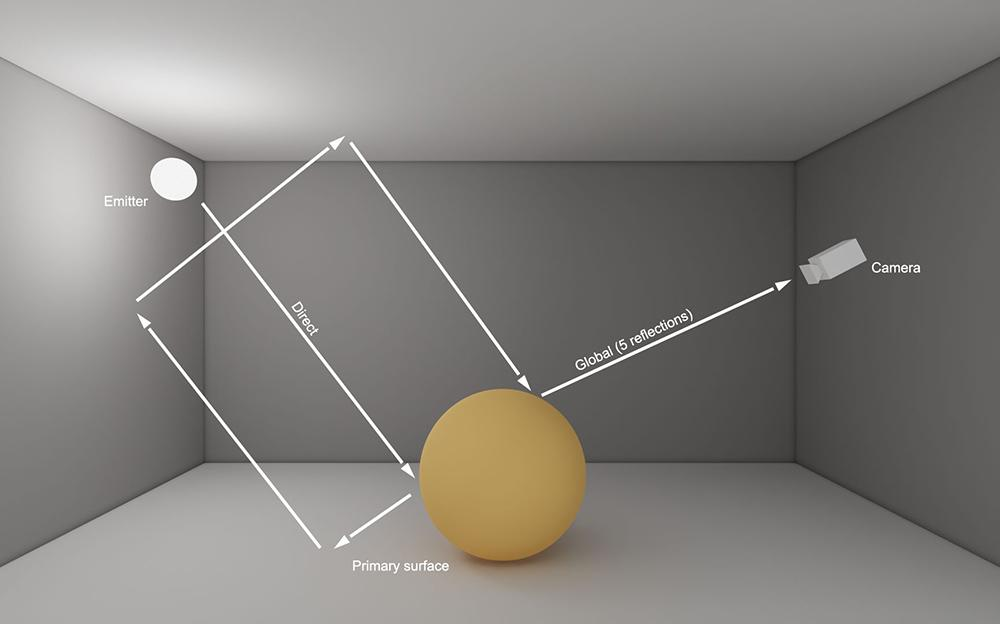 Emitter
Direct
Global (5 reflections)
Camera
Primary surface